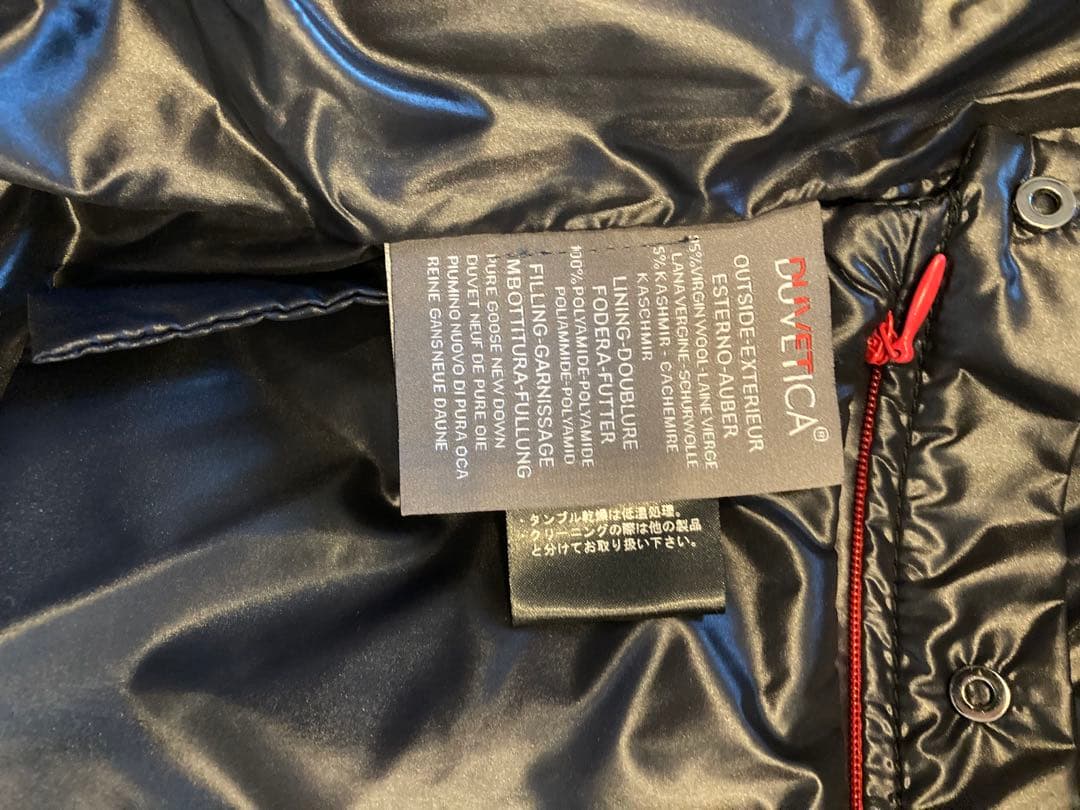 DUVETICA®
OUTSIDE-EXTERIEUR
ESTERNO-AUBER
95%VIRGIN WOOL-LAINE VIERGE
LANA VERGINE-SCHURWOLLE
5%KASHMIR - CACHEMIRE
KASCHMIR
LINING-DOUBLURE
FODERA-FUTTER
100%POLYAMIDE-POLYAMIDE
POLIAMMIDE-POLYAMID
FILLING-GARNISSAGE
IMBOTTITURA-FULLUNG
PURE GOOSE NEW DOWN
DUVET NEUF DE PURE OIE
PIUMINO NUOVO DI PURA OCA
REINE GANS NEUE DAUNE
・タンブル乾燥は低温処理。
・クリーニングの際は他の製品
と分けてお取り扱い下さい。